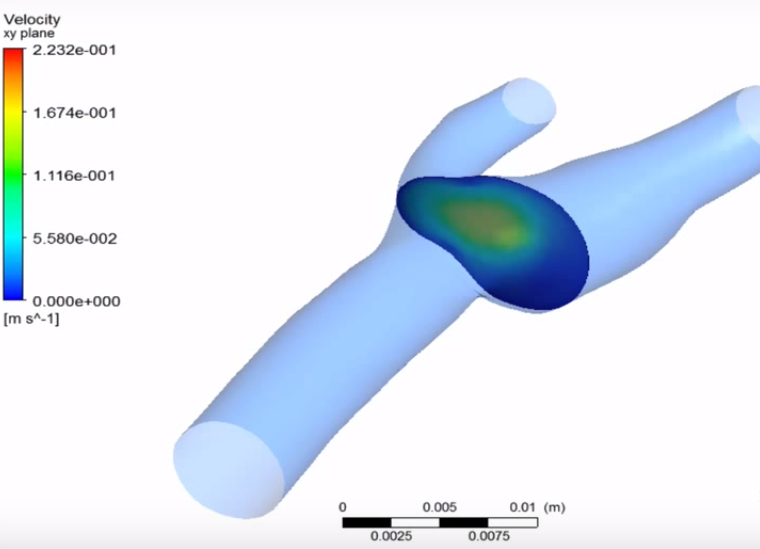 Velocity
xy plane
2.232e-001
1.674e-001
1.116e-001
5.580e-002
0.000e+000
[m s^-1]
0 0.005 0.01 (m)
0.0025 0.0075